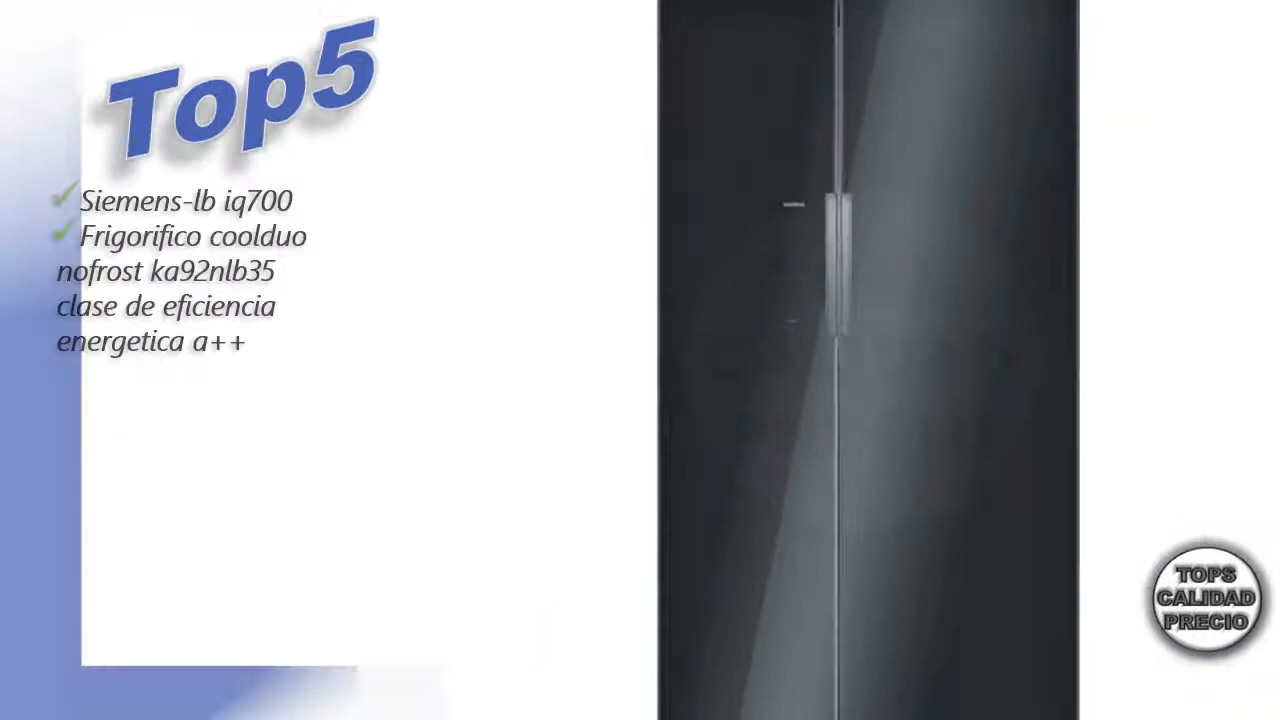 Top5
Siemens-lb iq700
Frigorifico coolduo
nofrost ka92nlb35
clase de eficiencia
energetica a++
TOPS
CALIDAD
PRECIO